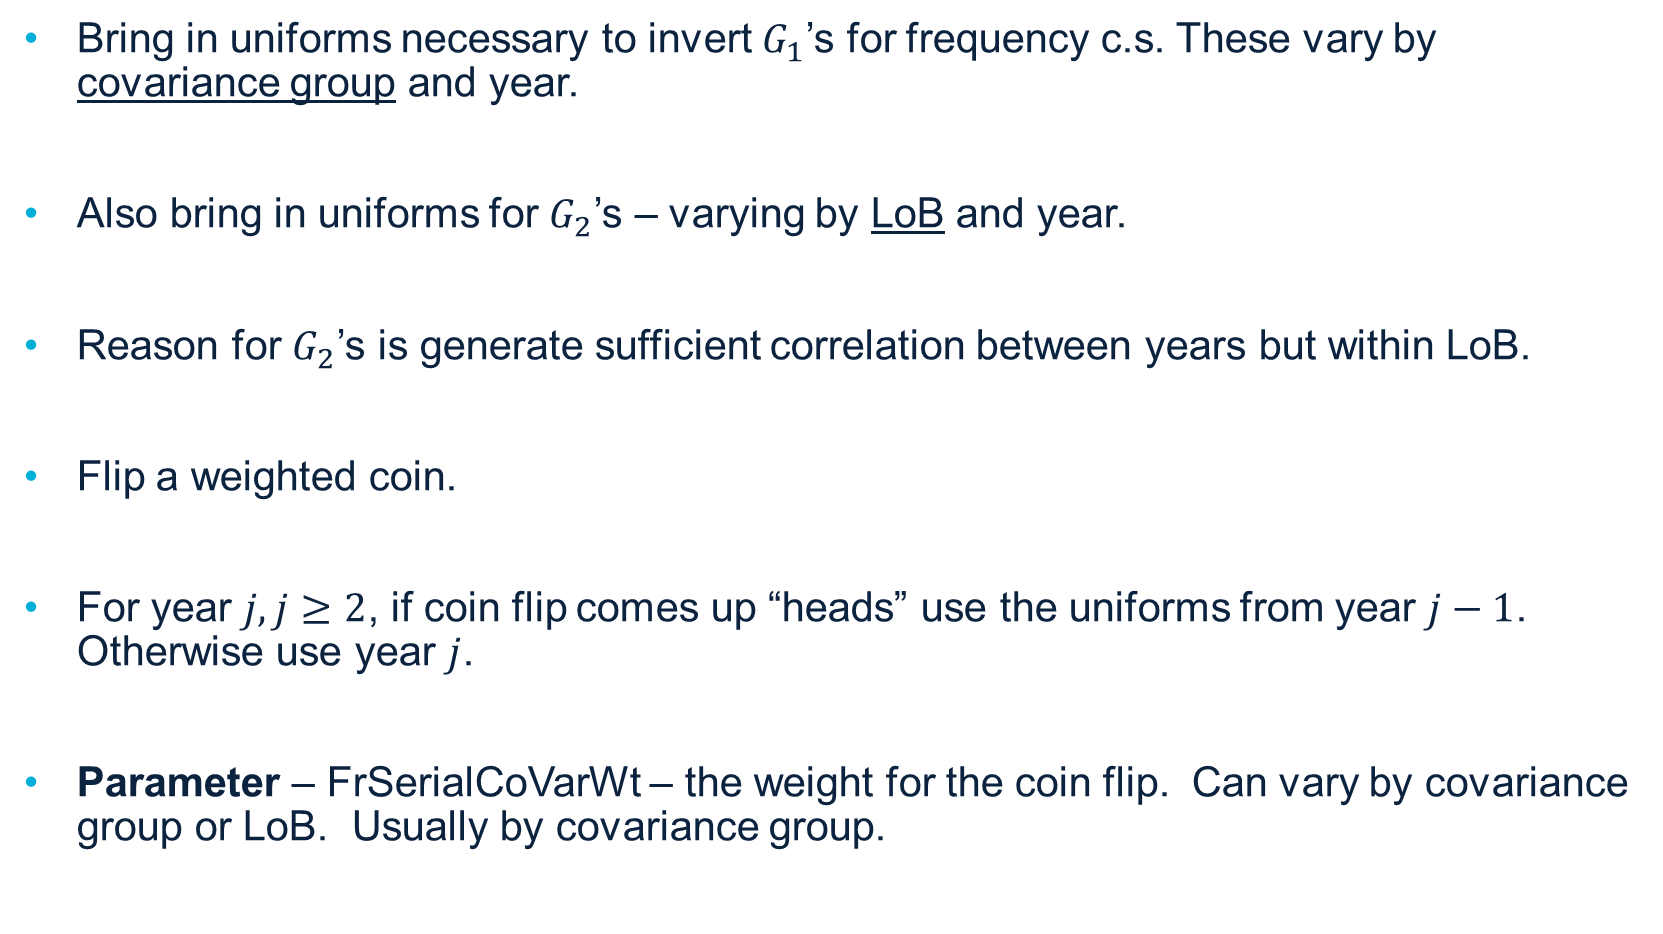 • Bring in uniforms necessary to invert 𝐺₁’s for frequency c.s. These vary by
covariance group and year.
• Also bring in uniforms for 𝐺₂’s – varying by LoB and year.
• Reason for 𝐺₂’s is generate sufficient correlation between years but within LoB.
• Flip a weighted coin.
• For year 𝑗, 𝑗 ≥ 2, if coin flip comes up “heads” use the uniforms from year 𝑗 − 1.
Otherwise use year 𝑗.
• Parameter – FrSerialCoVarWt – the weight for the coin flip.  Can vary by covariance
group or LoB.  Usually by covariance group.